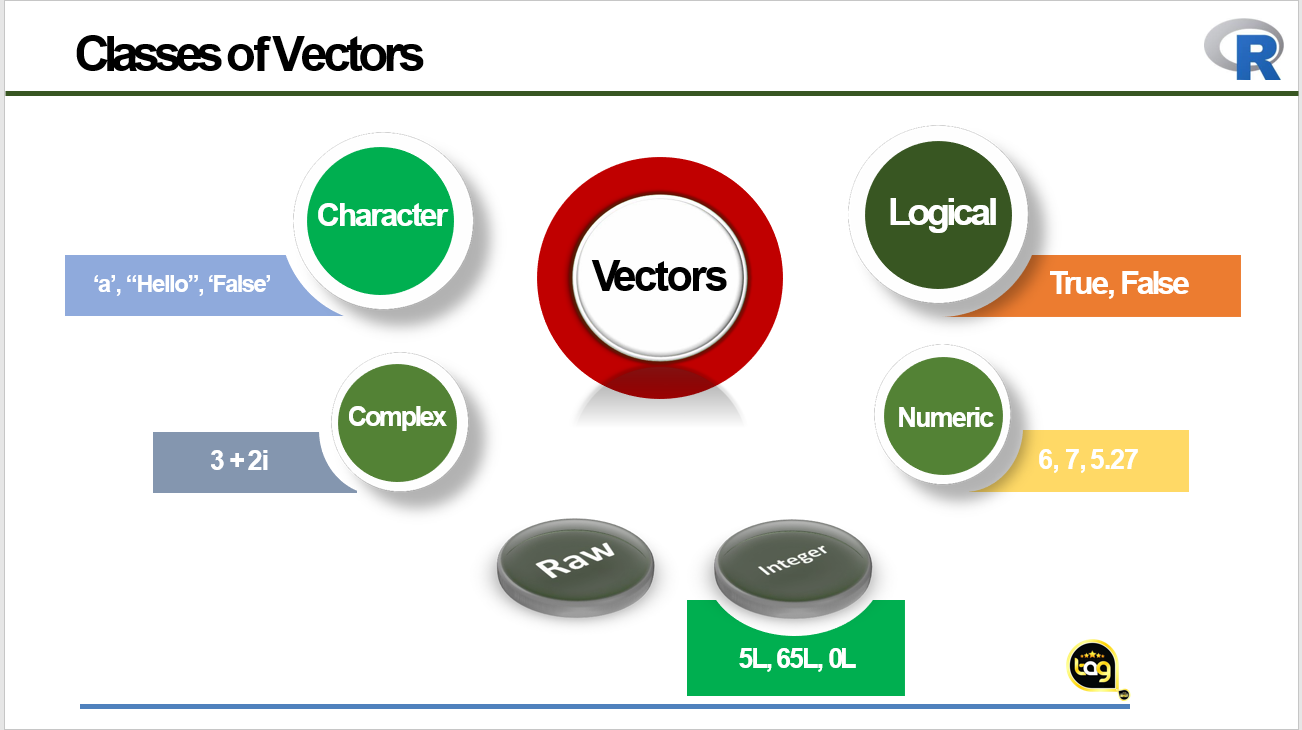 Classes of Vectors
R
Character
Logical
Vectors
‘a’, “Hello”, ‘False’
True, False
Complex
Numeric
3 + 2i
6, 7, 5.27
Raw
Integer
5L, 65L, 0L
tag